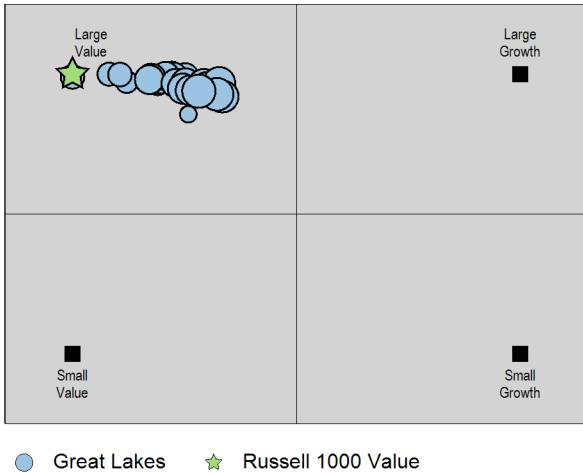 Large
Value
Large
Growth
Small
Value
Small
Growth
Great Lakes
Russell 1000 Value